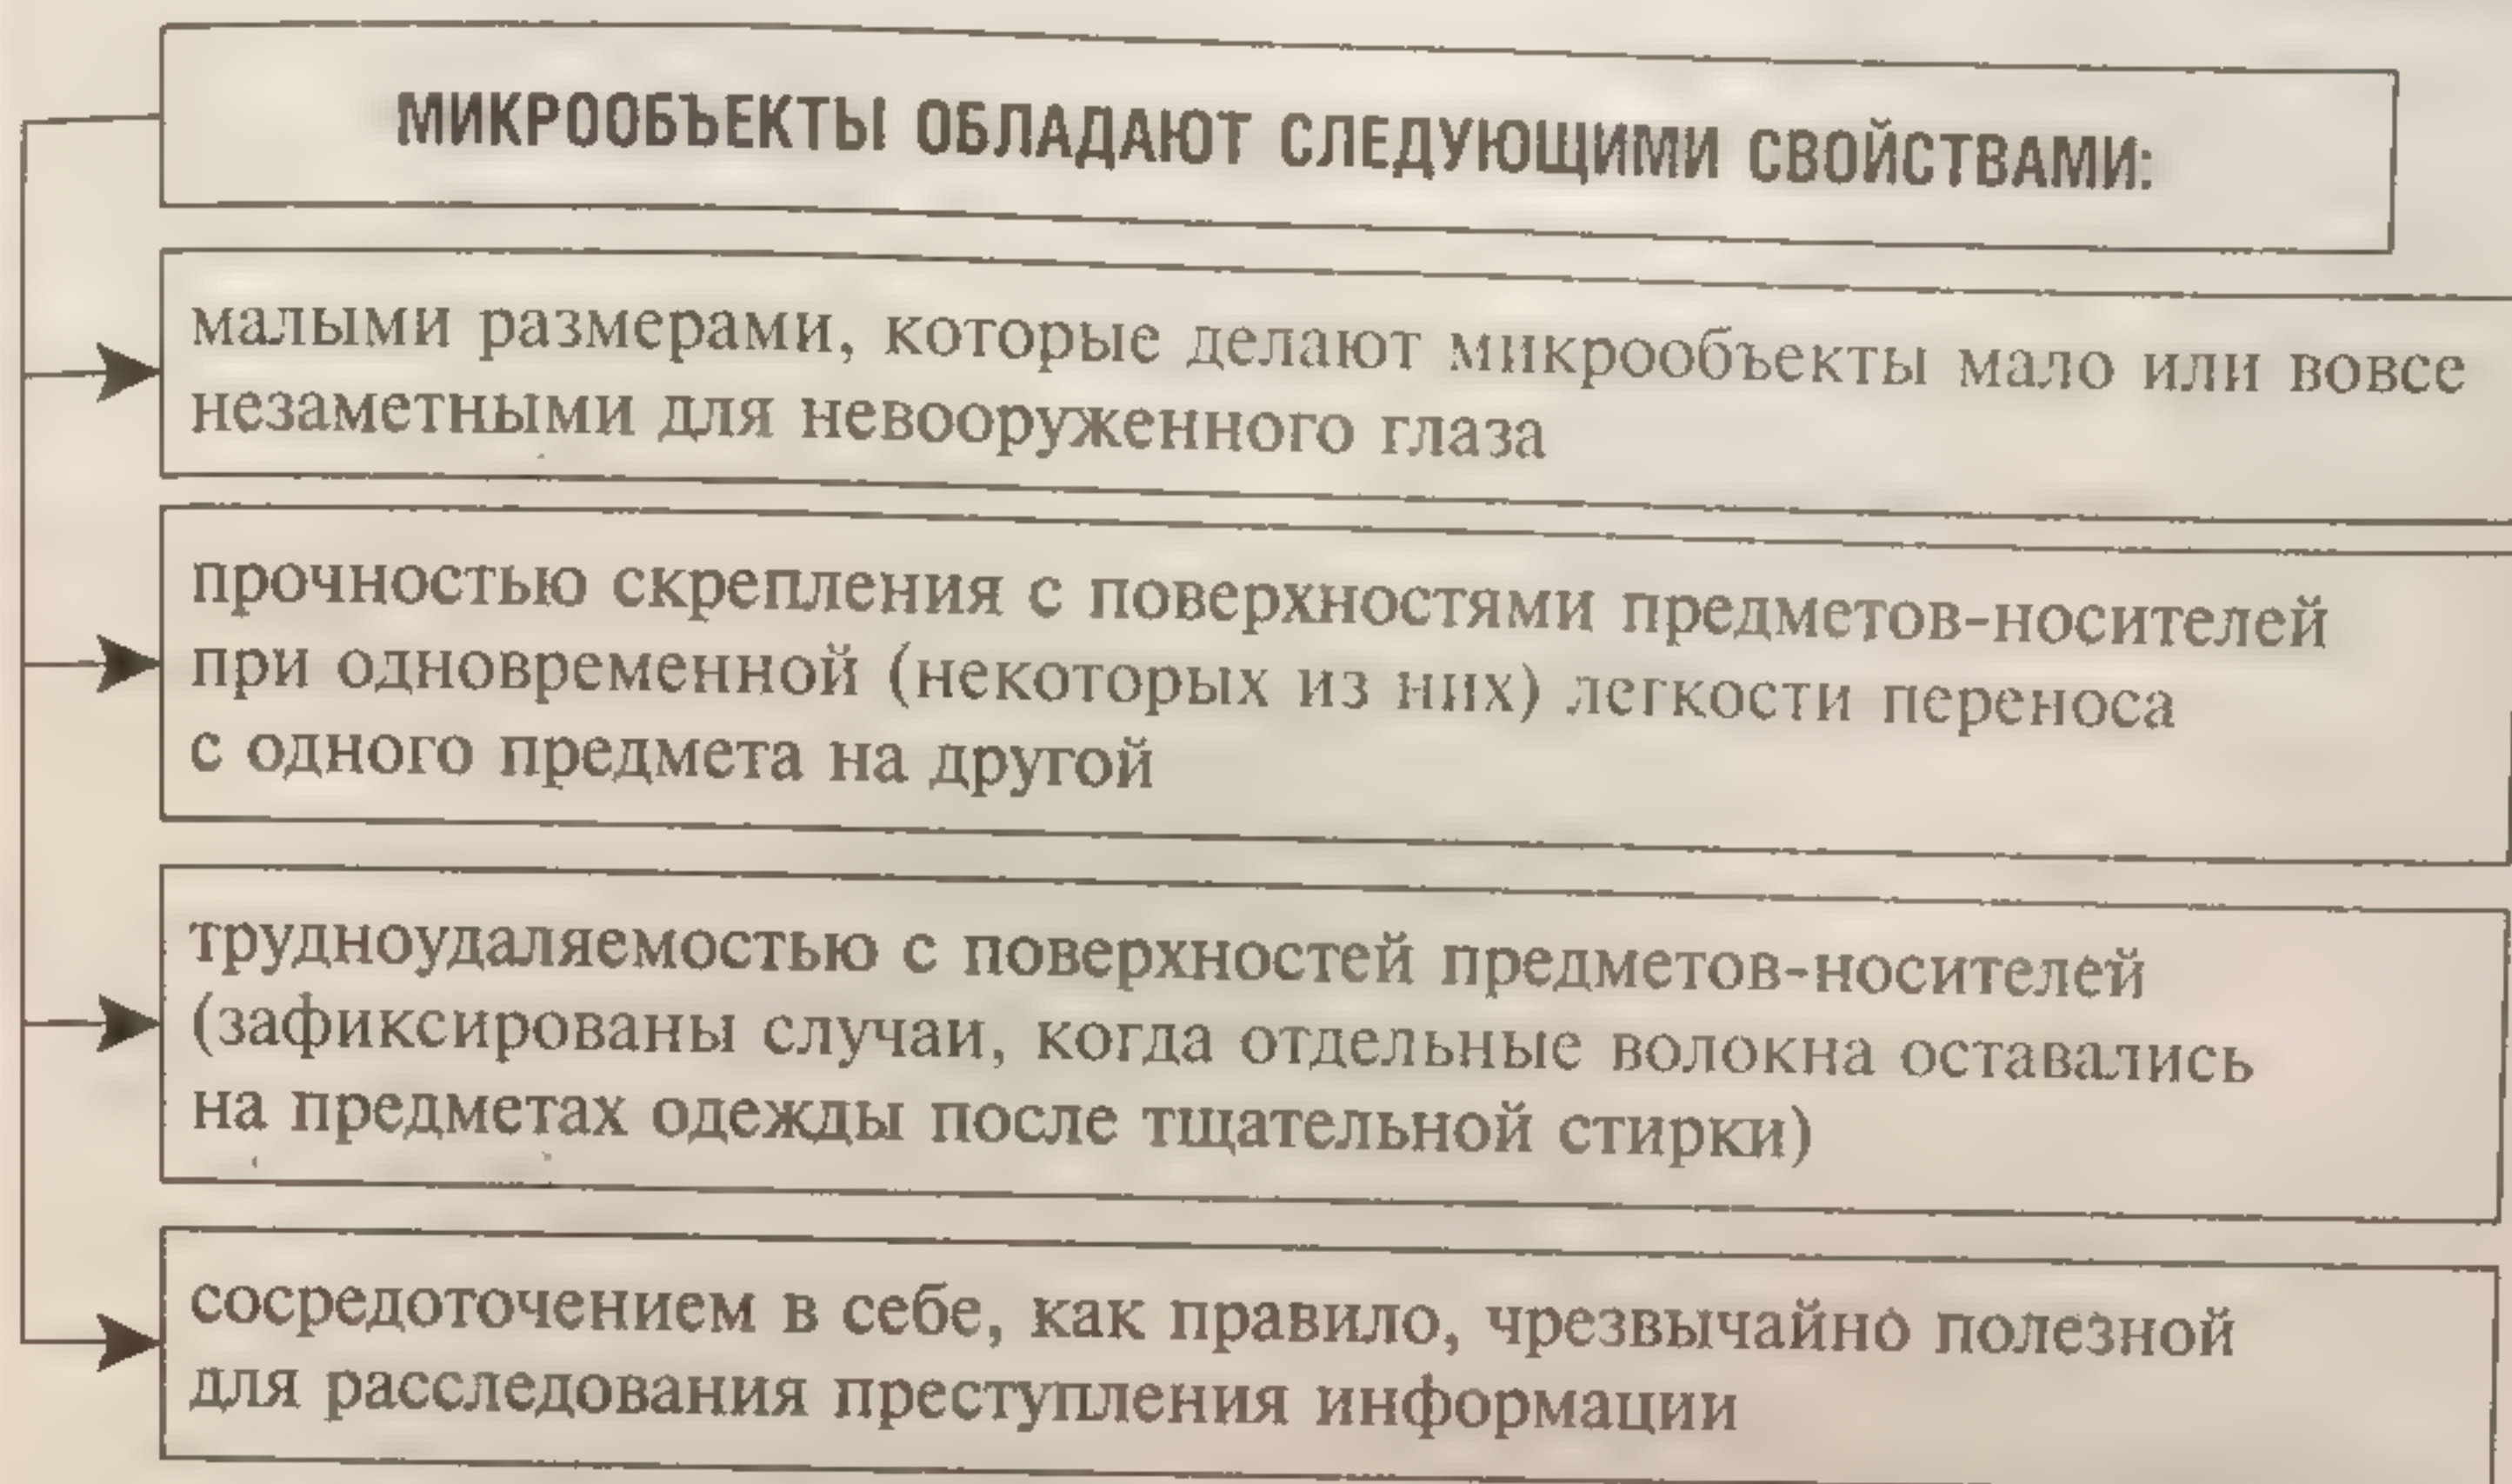 МИКРООБЪЕКТЫ ОБЛАДАЮТ СЛЕДУЮЩИМИ СВОЙСТВАМИ:
малыми размерами, которые делают микрообъекты мало или вовсе
незаметными для невооруженного глаза
прочностью скрепления с поверхностями предметов-носителей
при одновременной (некоторых из них) легкости переноса
с одного предмета на другой
трудноудаляемостью с поверхностей предметов-носителей
(зафиксированы случаи, когда отдельные волокна оставались
на предметах одежды после тщательной стирки)
сосредоточением в себе, как правило, чрезвычайно полезной
для расследования преступления информации